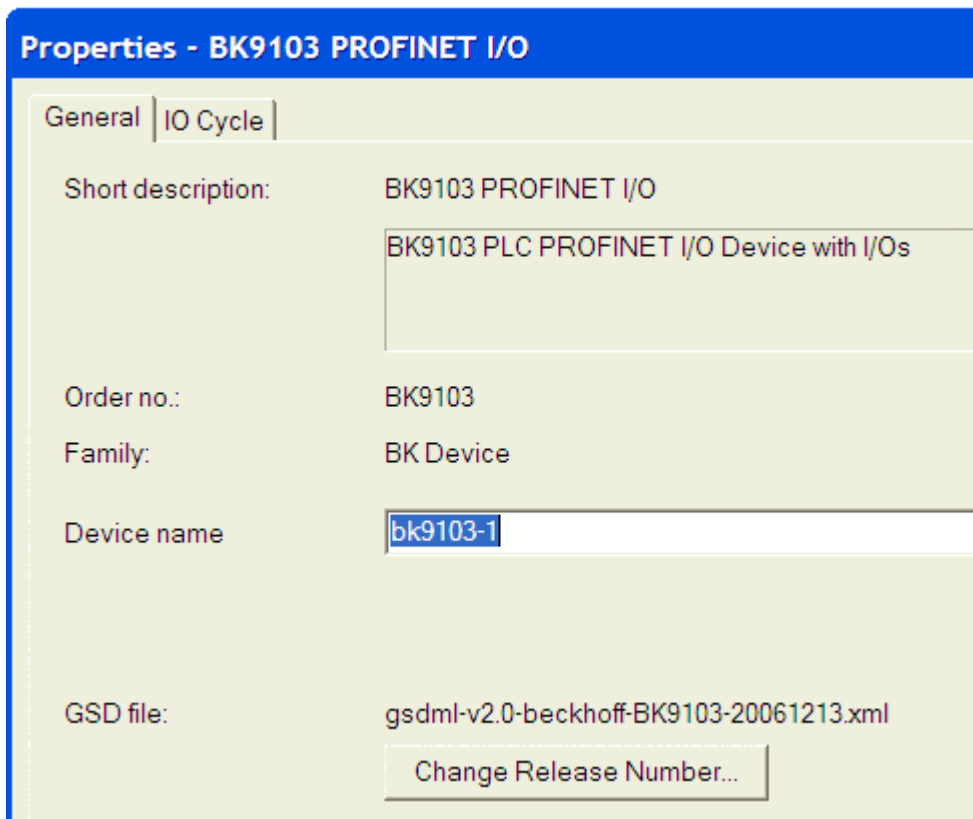 Properties - BK9103 PROFINET I/O
General IO Cycle
Short description: BK9103 PROFINET I/O
BK9103 PLC PROFINET I/O Device with I/Os
Order no.: BK9103
Family: BK Device
Device name bk9103-1
GSD file: gsdml-v2.0-beckhoff-BK9103-20061213.xml
Change Release Number...